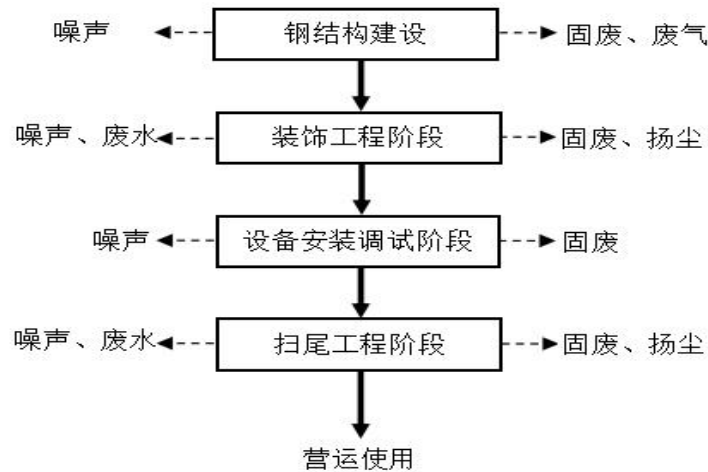 噪声 钢结构建设 固废、废气
噪声、废水 装饰工程阶段 固废、扬尘
噪声 设备安装调试阶段 固废
噪声、废水 扫尾工程阶段 固废、扬尘
营运使用